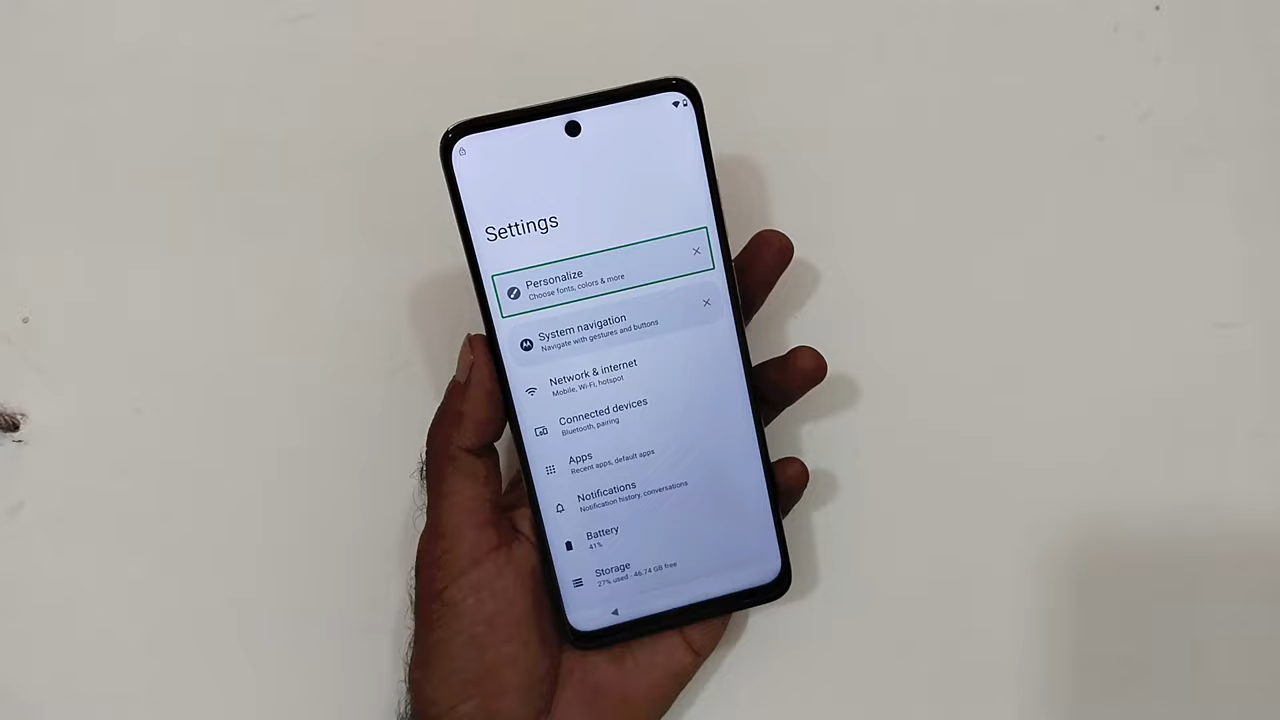 Settings
Personalize
Choose fonts, colors & more
System navigation
Navigate with gestures and buttons
Network & internet
Mobile, Wi-Fi, hotspot
Connected devices
Bluetooth, pairing
Apps
Recent apps, default apps
Notifications
Notification history, conversations
Battery
41%
Storage
27% used - 46.74 GB free